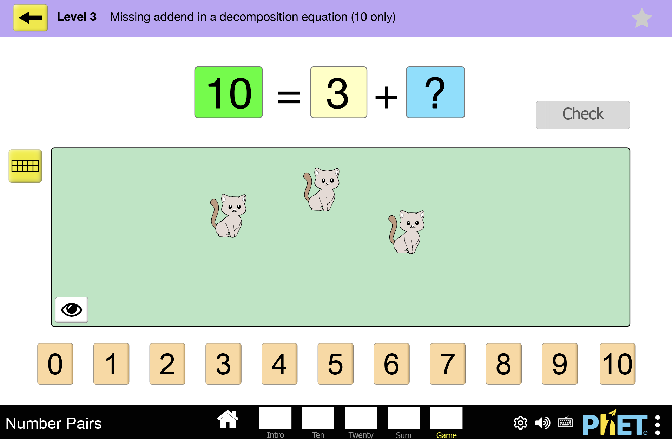 Level 3 Missing addend in a decomposition equation (10 only)
10 = 3 + ?
Check
0 1 2 3 4 5 6 7 8 9 10
Number Pairs
Intro Ten Twenty Sum Game
PhET